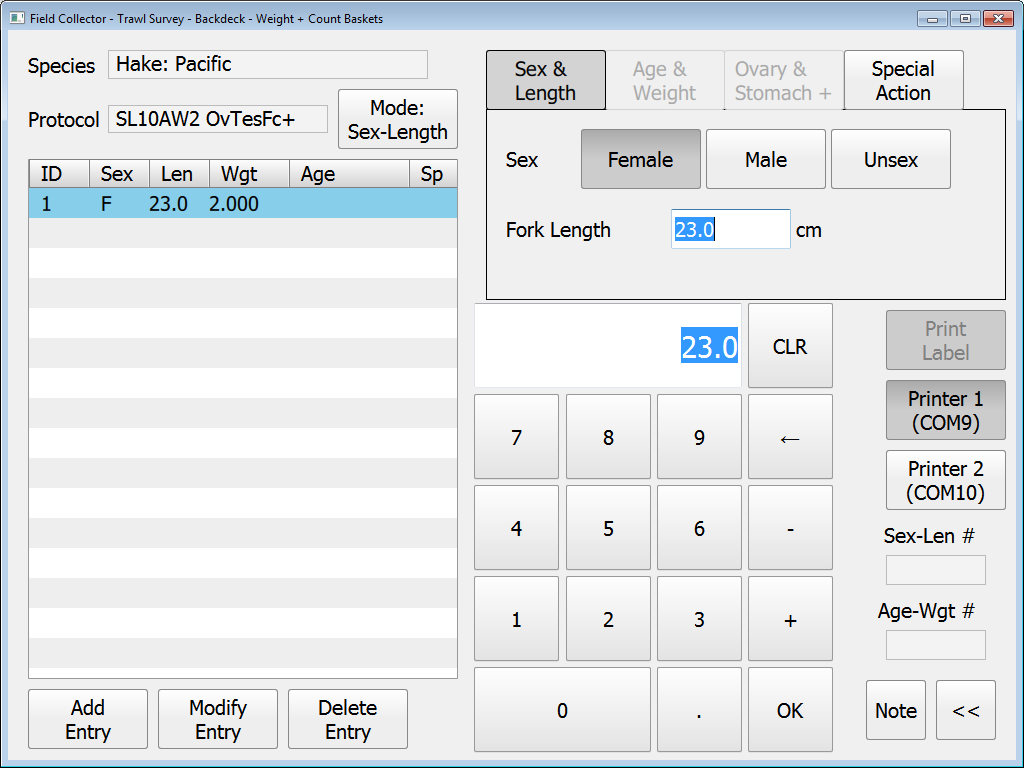 Field Collector - Trawl Survey - Backdeck - Weight + Count Baskets
Species
Hake: Pacific
Protocol
SL10AW2 OvTesFc+
Mode:
Sex-Length
ID Sex Len Wgt Age Sp
1 F 23.0 2.000
Add
Entry
Modify
Entry
Delete
Entry
Sex &
Length
Age &
Weight
Ovary &
Stomach +
Special
Action
Sex
Female
Male
Unsex
Fork Length
23.0
cm
23.0
CLR
7 8 9 ←
4 5 6 -
1 2 3 +
0 . OK
Print
Label
Printer 1
(COM9)
Printer 2
(COM10)
Sex-Len #
Age-Wgt #
Note
<<